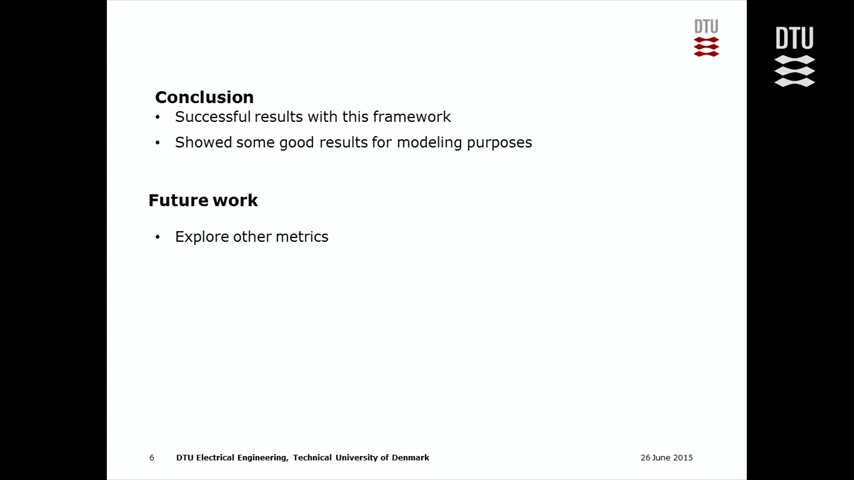 DTU
DTU
Conclusion
• Successful results with this framework
• Showed some good results for modeling purposes
Future work
• Explore other metrics
6 DTU Electrical Engineering, Technical University of Denmark 26 June 2015